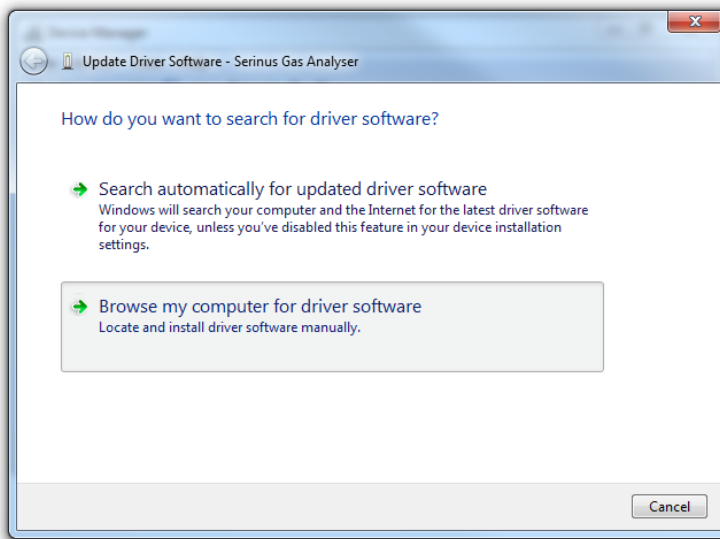 Device Manager
Update Driver Software - Serinus Gas Analyser
How do you want to search for driver software?
Search automatically for updated driver software
Windows will search your computer and the Internet for the latest driver software
for your device, unless you've disabled this feature in your device installation
settings.
Browse my computer for driver software
Locate and install driver software manually.
Cancel